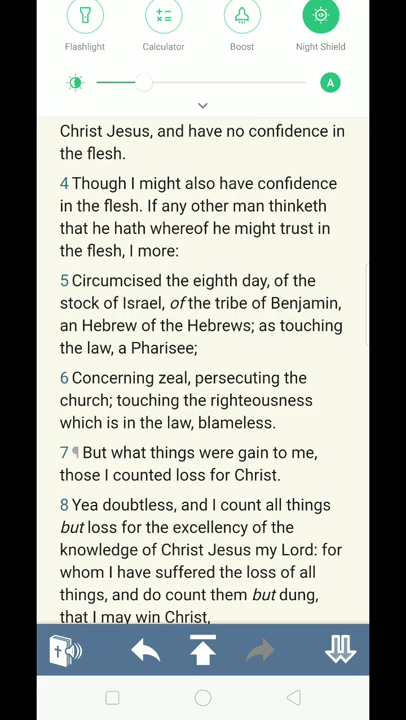 Flashlight Calculator Boost Night Shield
A
Christ Jesus, and have no confidence in
the flesh.
4 Though I might also have confidence
in the flesh. If any other man thinketh
that he hath whereof he might trust in
the flesh, I more:
5 Circumcised the eighth day, of the
stock of Israel, of the tribe of Benjamin,
an Hebrew of the Hebrews; as touching
the law, a Pharisee;
6 Concerning zeal, persecuting the
church; touching the righteousness
which is in the law, blameless.
7 ¶ But what things were gain to me,
those I counted loss for Christ.
8 Yea doubtless, and I count all things
but loss for the excellency of the
knowledge of Christ Jesus my Lord: for
whom I have suffered the loss of all
things, and do count them but dung,
that I may win Christ,